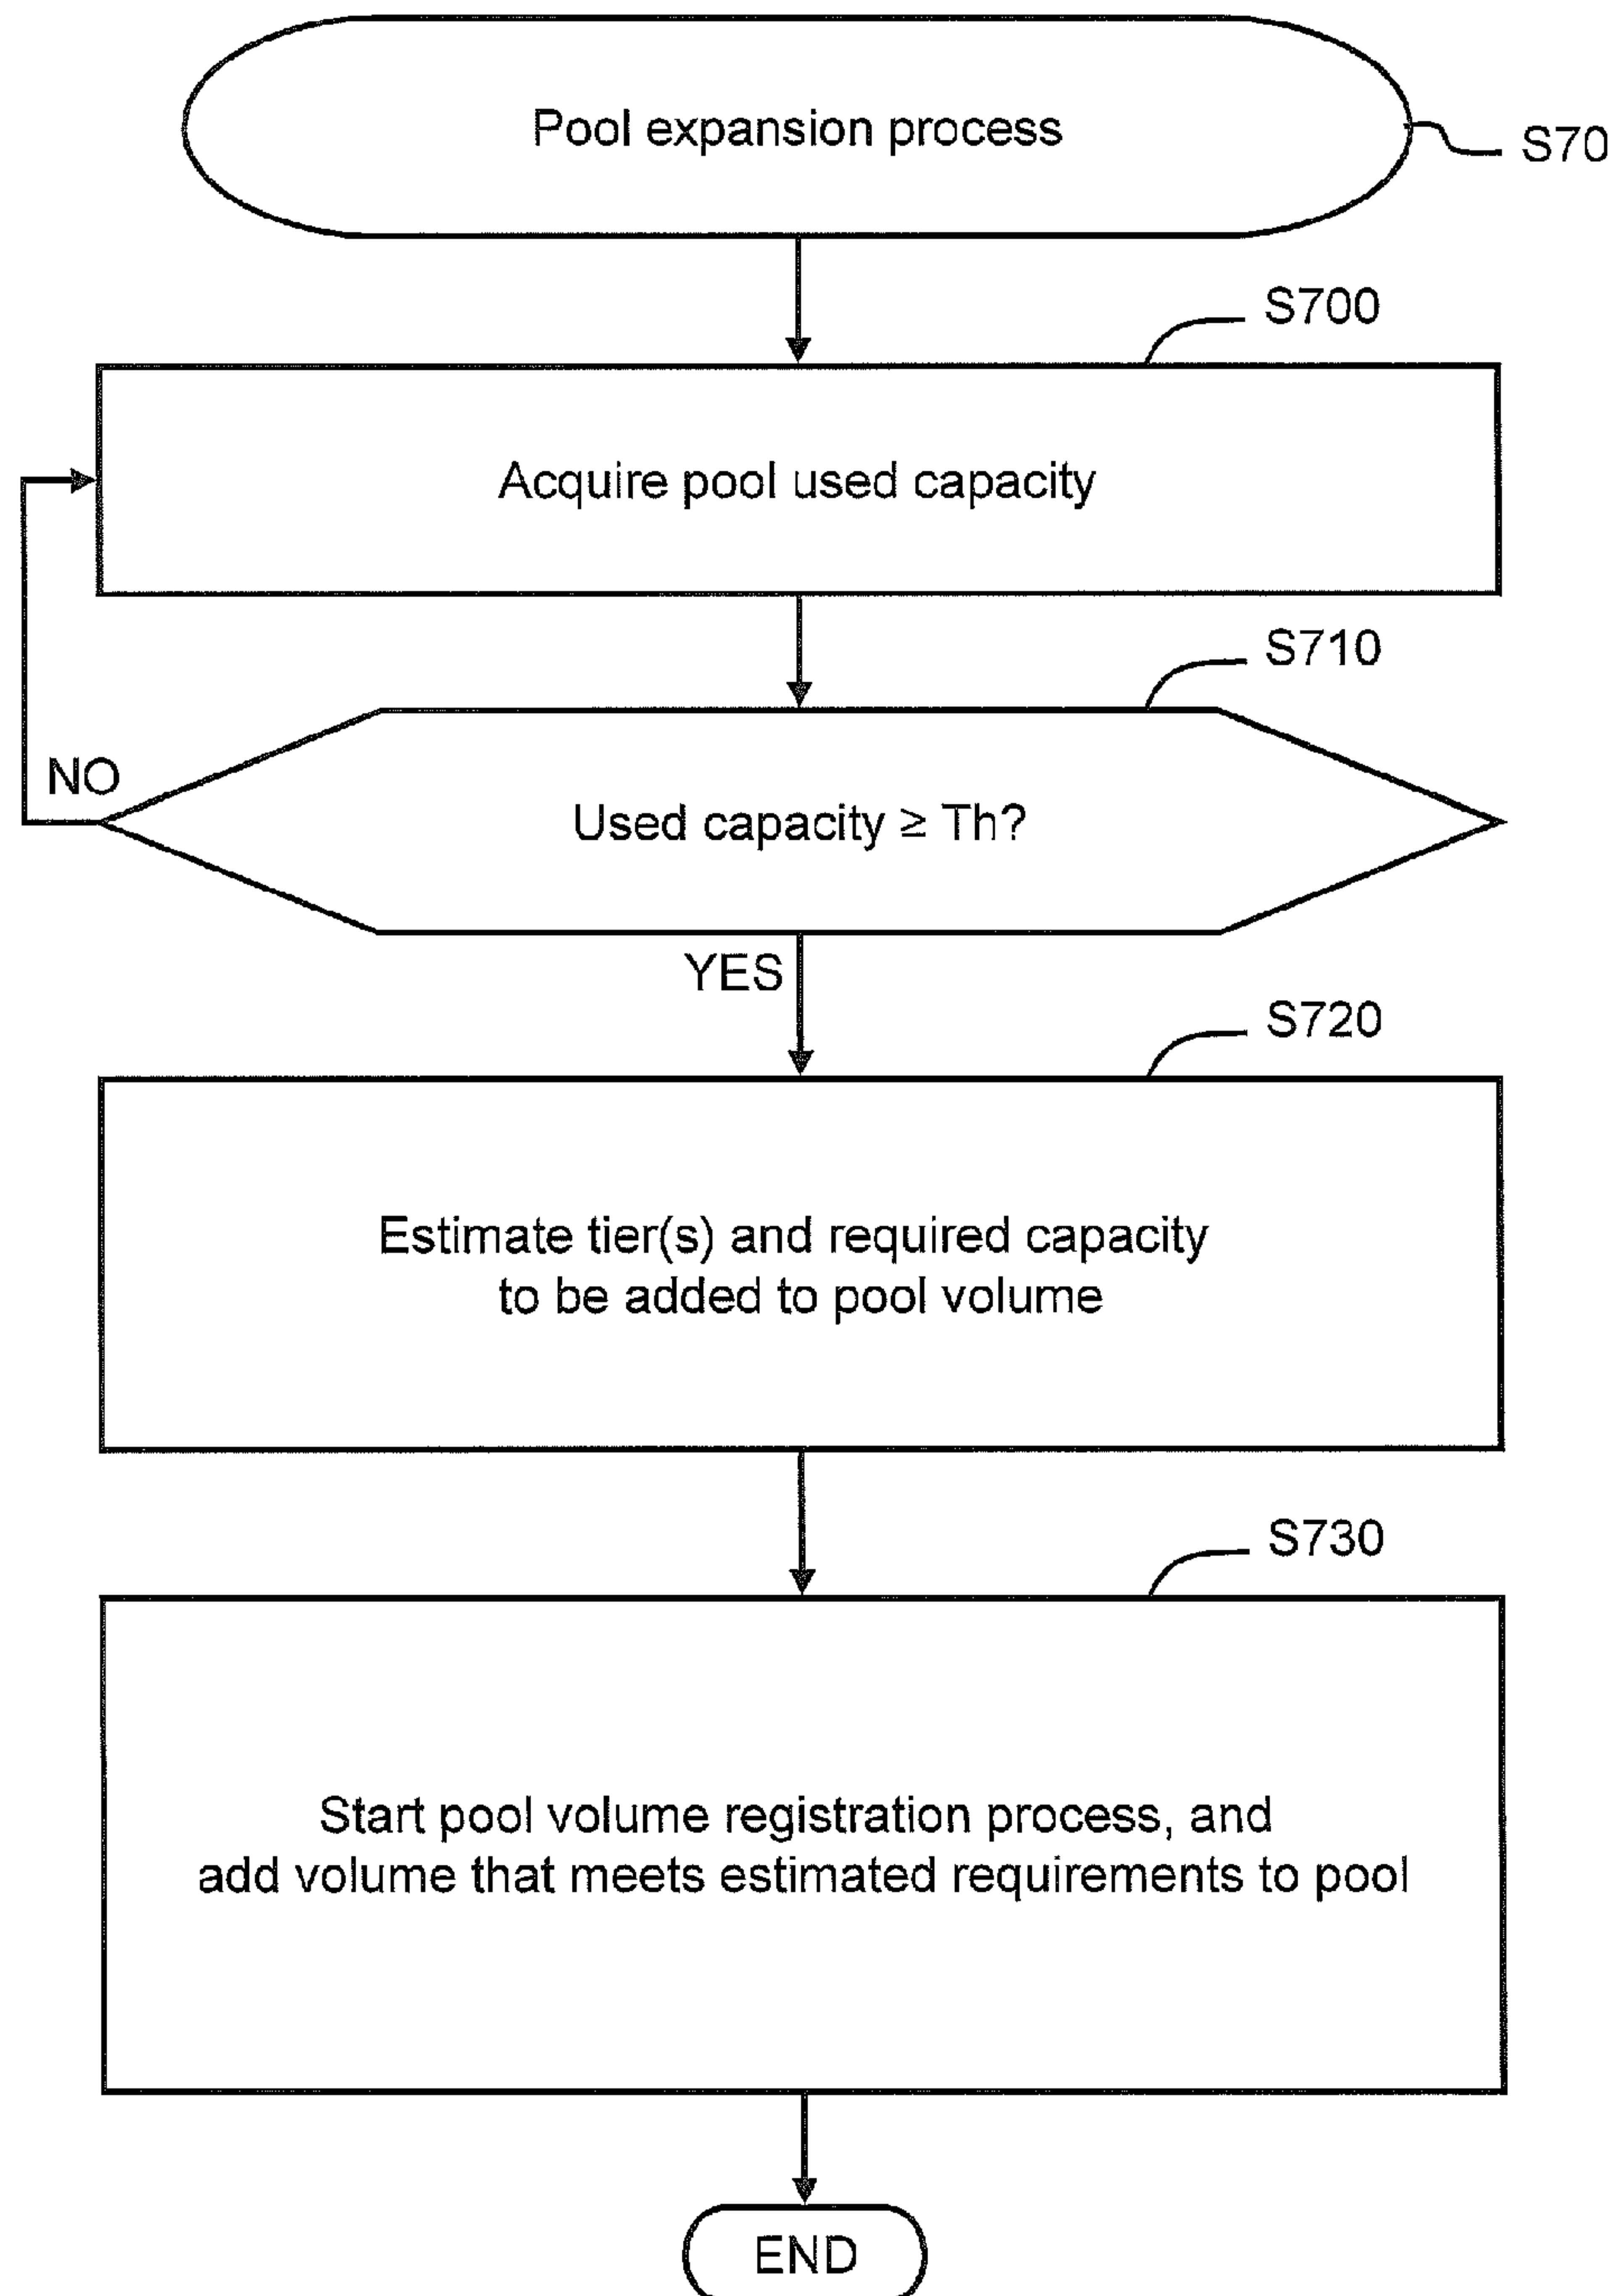 Pool expansion process
S70
S700
Acquire pool used capacity
S710
NO
Used capacity ≥ Th?
YES
S720
Estimate tier(s) and required capacity
to be added to pool volume
S730
Start pool volume registration process, and
add volume that meets estimated requirements to pool
END